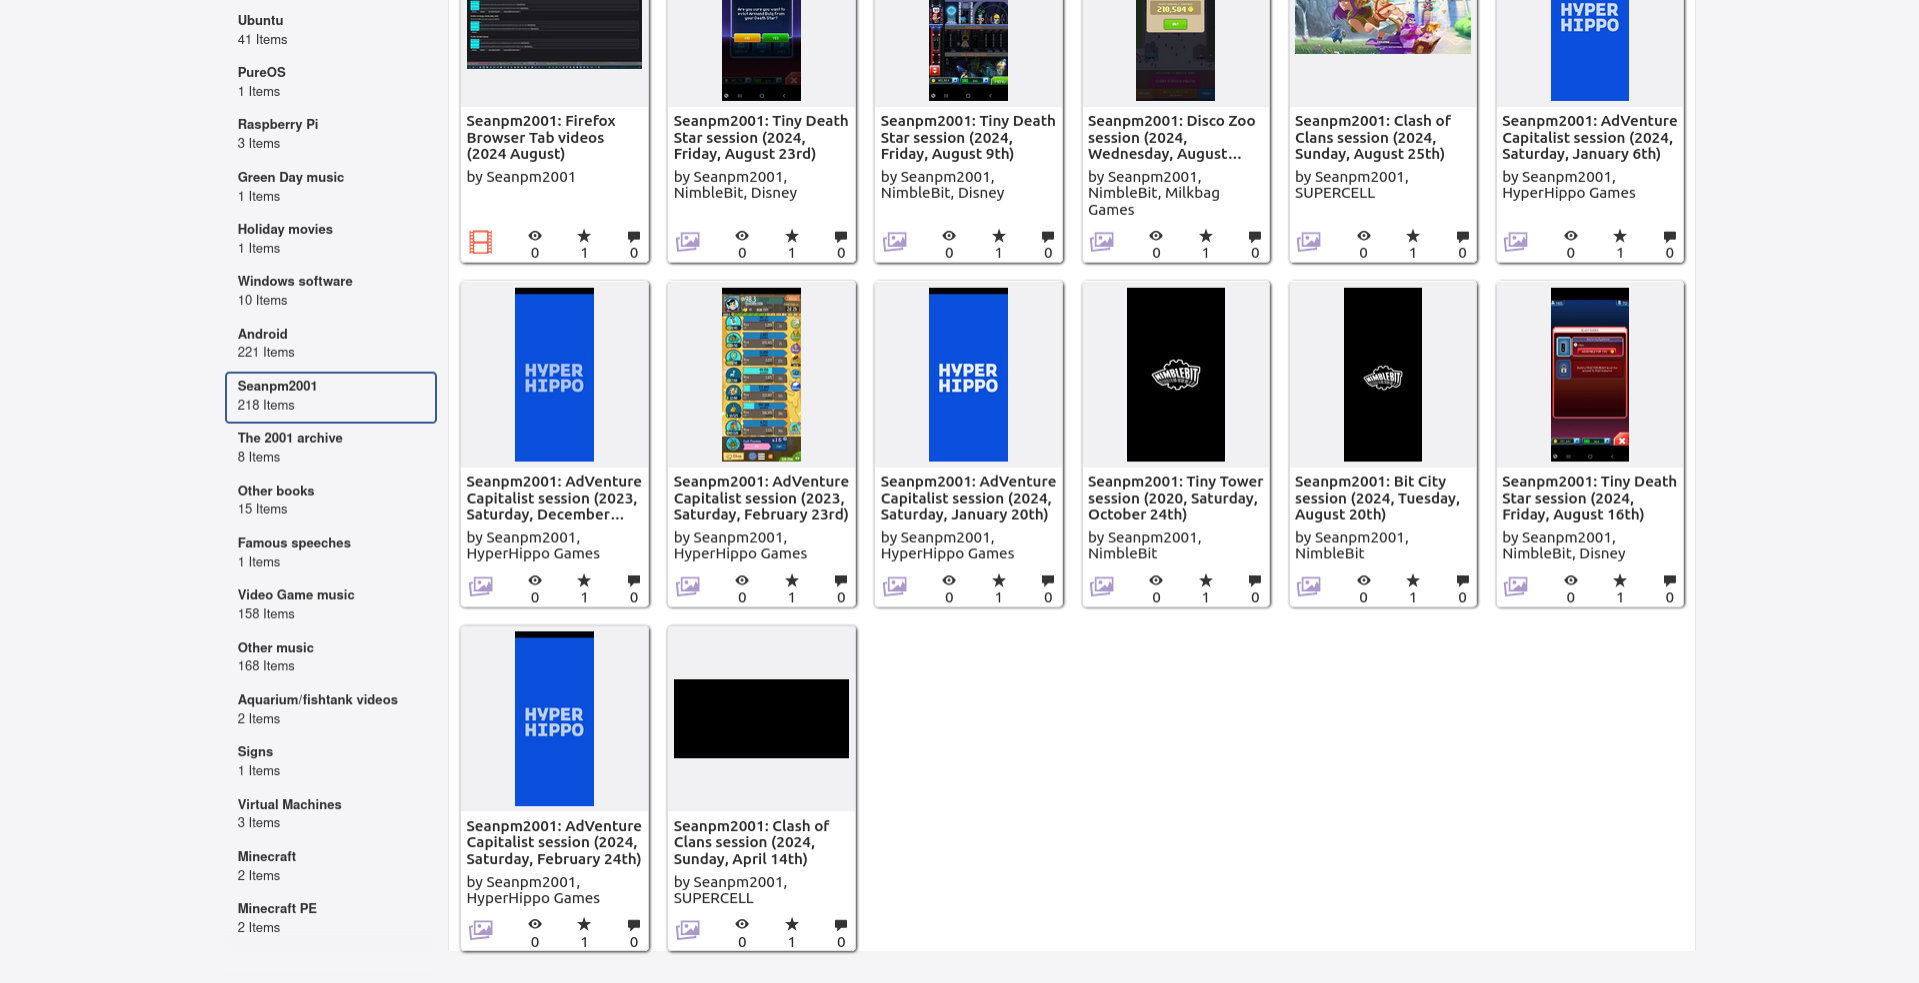 Ubuntu
41 Items
PureOS
1 Items
Raspberry Pi
3 Items
Green Day music
1 Items
Holiday movies
1 Items
Windows software
10 Items
Android
221 Items
Seanpm2001
218 Items
The 2001 archive
8 Items
Other books
15 Items
Famous speeches
1 Items
Video Game music
158 Items
Other music
168 Items
Aquarium/fishtank videos
2 Items
Signs
1 Items
Virtual Machines
3 Items
Minecraft
2 Items
Minecraft PE
2 Items
Seanpm2001: Firefox
Browser Tab videos
(2024 August)
by Seanpm2001
0 1 0
Are you sure you want to
evict Armand Duly from
your Death Star?
Seanpm2001: Tiny Death
Star session (2024,
Friday, August 23rd)
by Seanpm2001,
NimbleBit, Disney
0 1 0
Seanpm2001: Tiny Death
Star session (2024,
Friday, August 9th)
by Seanpm2001,
NimbleBit, Disney
0 1 0
210,504
Seanpm2001: Disco Zoo
session (2024,
Wednesday, August...
by Seanpm2001,
NimbleBit, Milkbag
Games
0 1 0
Seanpm2001: Clash of
Clans session (2024,
Sunday, August 25th)
by Seanpm2001,
SUPERCELL
0 1 0
HYPER
HIPPO
Seanpm2001: AdVenture
Capitalist session (2024,
Saturday, January 6th)
by Seanpm2001,
HyperHippo Games
0 1 0
HYPER
HIPPO
Seanpm2001: AdVenture
Capitalist session (2023,
Saturday, December...
by Seanpm2001,
HyperHippo Games
0 1 0
Seanpm2001: AdVenture
Capitalist session (2023,
Saturday, February 23rd)
by Seanpm2001,
HyperHippo Games
0 1 0
HYPER
HIPPO
Seanpm2001: AdVenture
Capitalist session (2024,
Saturday, January 20th)
by Seanpm2001,
HyperHippo Games
0 1 0
NIMBLEBIT
Seanpm2001: Tiny Tower
session (2020, Saturday,
October 24th)
by Seanpm2001,
NimbleBit
0 1 0
NIMBLEBIT
Seanpm2001: Bit City
session (2024, Tuesday,
August 20th)
by Seanpm2001,
NimbleBit
0 1 0
Seanpm2001: Tiny Death
Star session (2024,
Friday, August 16th)
by Seanpm2001,
NimbleBit, Disney
0 1 0
HYPER
HIPPO
Seanpm2001: AdVenture
Capitalist session (2024,
Saturday, February 24th)
by Seanpm2001,
HyperHippo Games
0 1 0
Seanpm2001: Clash of
Clans session (2024,
Sunday, April 14th)
by Seanpm2001,
SUPERCELL
0 1 0